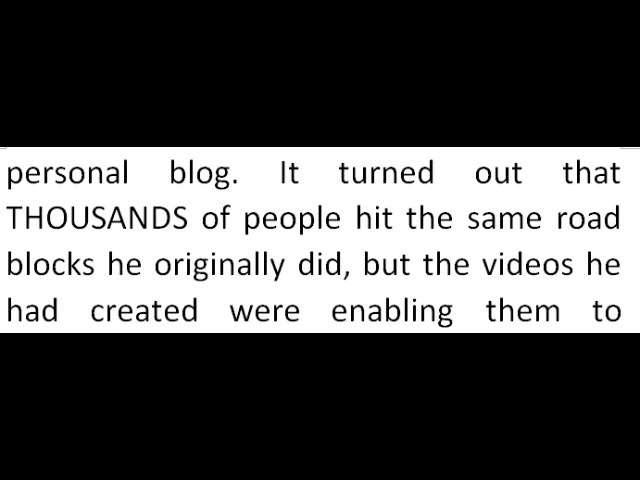 personal blog. It turned out that
THOUSANDS of people hit the same road
blocks he originally did, but the videos he
had created were enabling them to